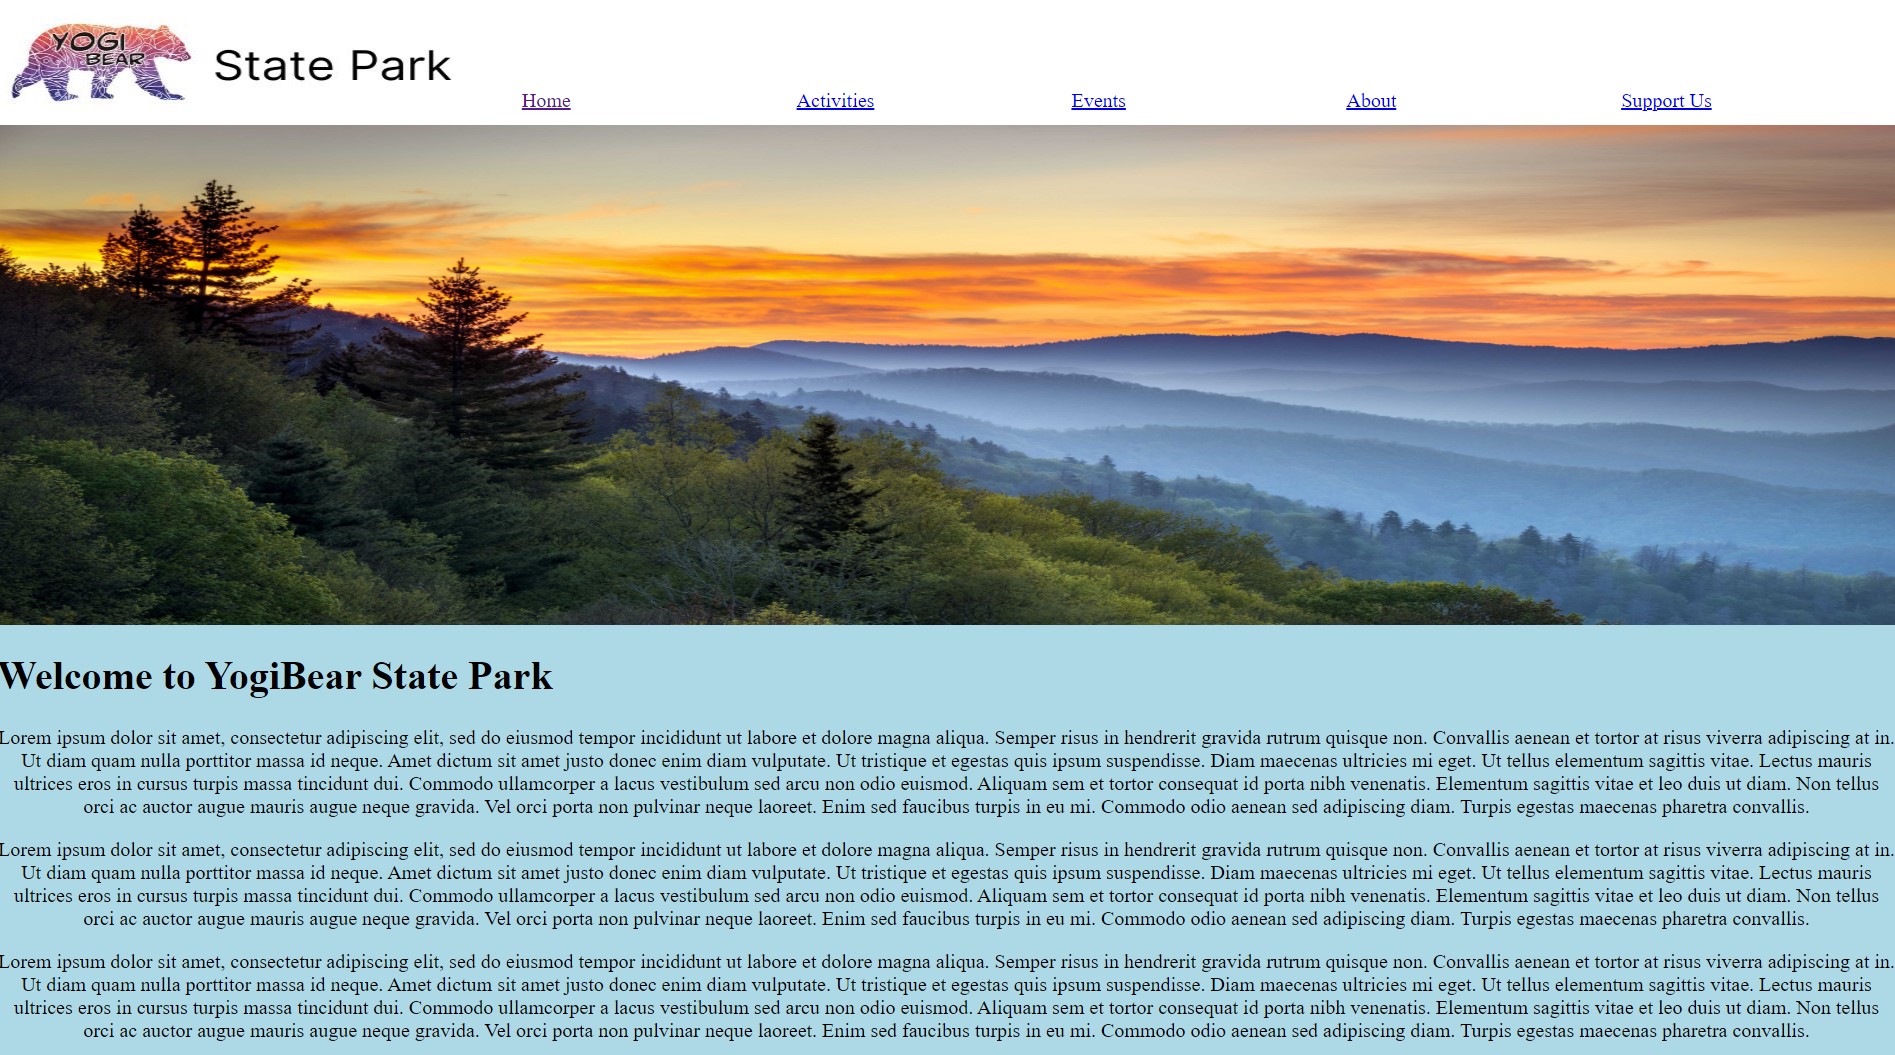 YOGI
BEAR
State Park
Home Activities Events About Support Us
Welcome to YogiBear State Park
Lorem ipsum dolor sit amet, consectetur adipiscing elit, sed do eiusmod tempor incididunt ut labore et dolore magna aliqua. Semper risus in hendrerit gravida rutrum quisque non. Convallis aenean et tortor at risus viverra adipiscing at in.
Ut diam quam nulla porttitor massa id neque. Amet dictum sit amet justo donec enim diam vulputate. Ut tristique et egestas quis ipsum suspendisse. Diam maecenas ultricies mi eget. Ut tellus elementum sagittis vitae. Lectus mauris
ultrices eros in cursus turpis massa tincidunt dui. Commodo ullamcorper a lacus vestibulum sed arcu non odio euismod. Aliquam sem et tortor consequat id porta nibh venenatis. Elementum sagittis vitae et leo duis ut diam. Non tellus
orci ac auctor augue mauris augue neque gravida. Vel orci porta non pulvinar neque laoreet. Enim sed faucibus turpis in eu mi. Commodo odio aenean sed adipiscing diam. Turpis egestas maecenas pharetra convallis.
Lorem ipsum dolor sit amet, consectetur adipiscing elit, sed do eiusmod tempor incididunt ut labore et dolore magna aliqua. Semper risus in hendrerit gravida rutrum quisque non. Convallis aenean et tortor at risus viverra adipiscing at in.
Ut diam quam nulla porttitor massa id neque. Amet dictum sit amet justo donec enim diam vulputate. Ut tristique et egestas quis ipsum suspendisse. Diam maecenas ultricies mi eget. Ut tellus elementum sagittis vitae. Lectus mauris
ultrices eros in cursus turpis massa tincidunt dui. Commodo ullamcorper a lacus vestibulum sed arcu non odio euismod. Aliquam sem et tortor consequat id porta nibh venenatis. Elementum sagittis vitae et leo duis ut diam. Non tellus
orci ac auctor augue mauris augue neque gravida. Vel orci porta non pulvinar neque laoreet. Enim sed faucibus turpis in eu mi. Commodo odio aenean sed adipiscing diam. Turpis egestas maecenas pharetra convallis.
Lorem ipsum dolor sit amet, consectetur adipiscing elit, sed do eiusmod tempor incididunt ut labore et dolore magna aliqua. Semper risus in hendrerit gravida rutrum quisque non. Convallis aenean et tortor at risus viverra adipiscing at in.
Ut diam quam nulla porttitor massa id neque. Amet dictum sit amet justo donec enim diam vulputate. Ut tristique et egestas quis ipsum suspendisse. Diam maecenas ultricies mi eget. Ut tellus elementum sagittis vitae. Lectus mauris
ultrices eros in cursus turpis massa tincidunt dui. Commodo ullamcorper a lacus vestibulum sed arcu non odio euismod. Aliquam sem et tortor consequat id porta nibh venenatis. Elementum sagittis vitae et leo duis ut diam. Non tellus
orci ac auctor augue mauris augue neque gravida. Vel orci porta non pulvinar neque laoreet. Enim sed faucibus turpis in eu mi. Commodo odio aenean sed adipiscing diam. Turpis egestas maecenas pharetra convallis.